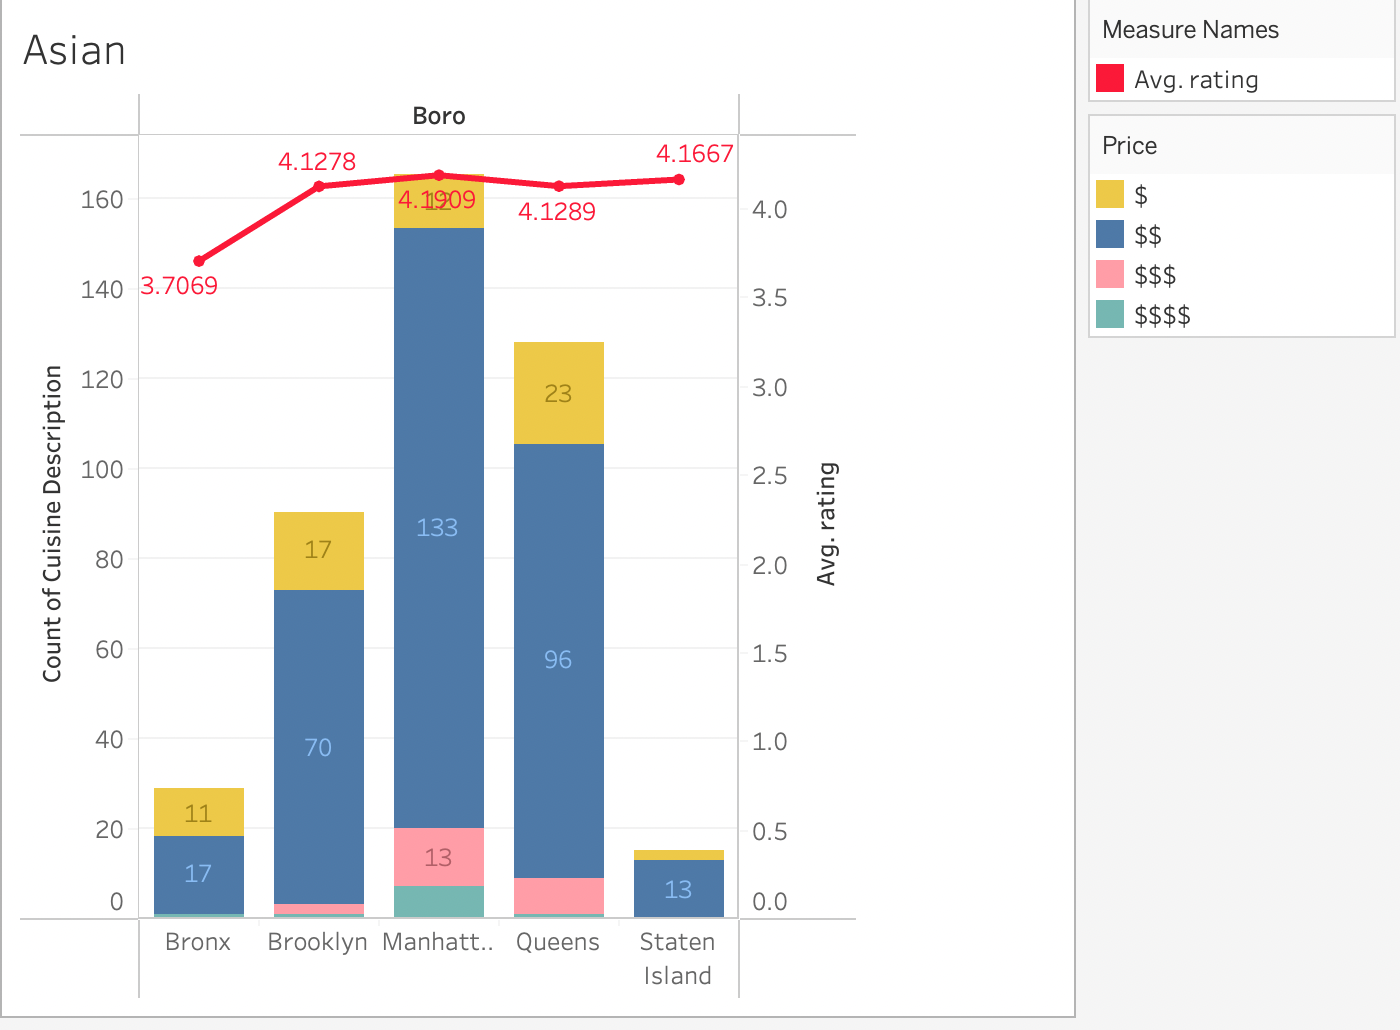 Asian
Boro
4.1278
4.1667
12
4.1909
4.1289
3.7069
160
140
120
100
80
60
40
20
0
Count of Cuisine Description
23
17
133
96
70
11
17
13
13
4.0
3.5
3.0
2.5
2.0
1.5
1.0
0.5
0.0
Avg. rating
Bronx
Brooklyn
Manhatt..
Queens
Staten
Island
Measure Names
Avg. rating
Price
$
$$
$$$
$$$$